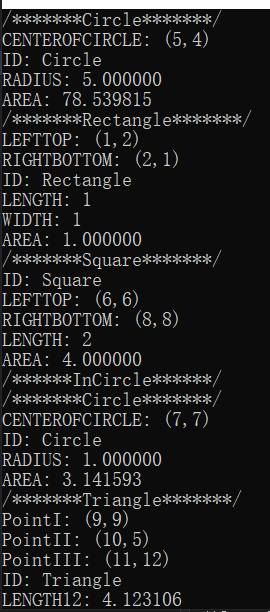 /*******Circle*******/
CENTEROFCIRCLE: (5,4)
ID: Circle
RADIUS: 5.000000
AREA: 78.539815
/*******Rectangle*******/
LEFTTOP: (1,2)
RIGHTBOTTOM: (2,1)
ID: Rectangle
LENGTH: 1
WIDTH: 1
AREA: 1.000000
/*******Square*******/
ID: Square
LEFTTOP: (6,6)
RIGHTBOTTOM: (8,8)
LENGTH: 2
AREA: 4.000000
/******InCircle******/
/*******Circle*******/
CENTEROFCIRCLE: (7,7)
ID: Circle
RADIUS: 1.000000
AREA: 3.141593
/*******Triangle*******/
PointI: (9,9)
PointII: (10,5)
PointIII: (11,12)
ID: Triangle
LENGTH12: 4.123106